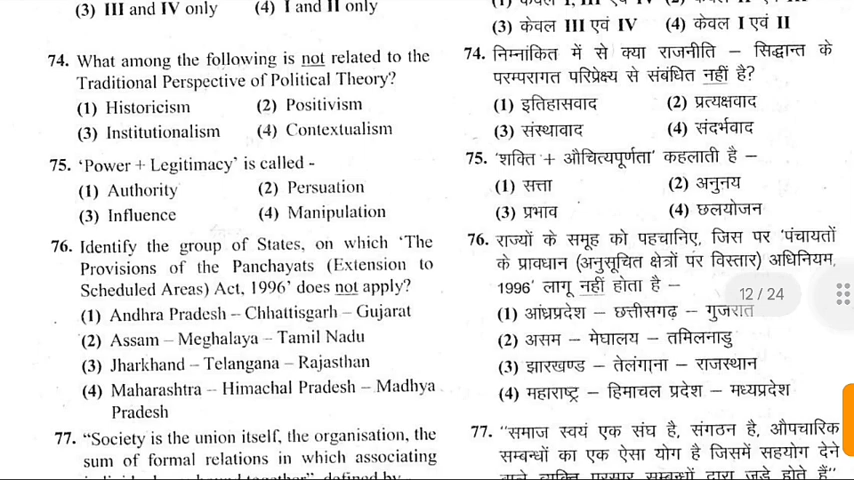 (3) III and IV only (4) I and II only
74. What among the following is not related to the
Traditional Perspective of Political Theory?
(1) Historicism (2) Positivism
(3) Institutionalism (4) Contextualism
75. ‘Power + Legitimacy’ is called -
(1) Authority (2) Persuation
(3) Influence (4) Manipulation
76. Identify the group of States, on which ‘The
Provisions of the Panchayats (Extension to
Scheduled Areas) Act, 1996’ does not apply?
(1) Andhra Pradesh – Chhattisgarh – Gujarat
(2) Assam – Meghalaya – Tamil Nadu
(3) Jharkhand – Telangana – Rajasthan
(4) Maharashtra – Himachal Pradesh – Madhya
Pradesh
77. “Society is the union itself, the organisation, the
sum of formal relations in which associating
(3) केवल III एवं IV (4) केवल I एवं II
74. निम्नांकित में से क्या राजनीति – सिद्धान्त के
परम्परागत परिप्रेक्ष्य से संबंधित नहीं है?
(1) इतिहासवाद (2) प्रत्यक्षवाद
(3) संस्थावाद (4) संदर्भवाद
75. ‘शक्ति + औचित्यपूर्णता’ कहलाती है –
(1) सत्ता (2) अनुनय
(3) प्रभाव (4) छलयोजन
76. राज्यों के समूह को पहचानिए, जिस पर ‘पंचायतों
के प्रावधान (अनुसूचित क्षेत्रों पर विस्तार) अधिनियम,
1996’ लागू नहीं होता है –
12 / 24
(1) आंध्रप्रदेश – छत्तीसगढ़ – गुजरात
(2) असम – मेघालय – तमिलनाडु
(3) झारखण्ड – तेलंगाना – राजस्थान
(4) महाराष्ट्र – हिमाचल प्रदेश – मध्यप्रदेश
77. “समाज स्वयं एक संघ है, संगठन है, औपचारिक
सम्बन्धों का एक ऐसा योग है जिसमें सहयोग देने